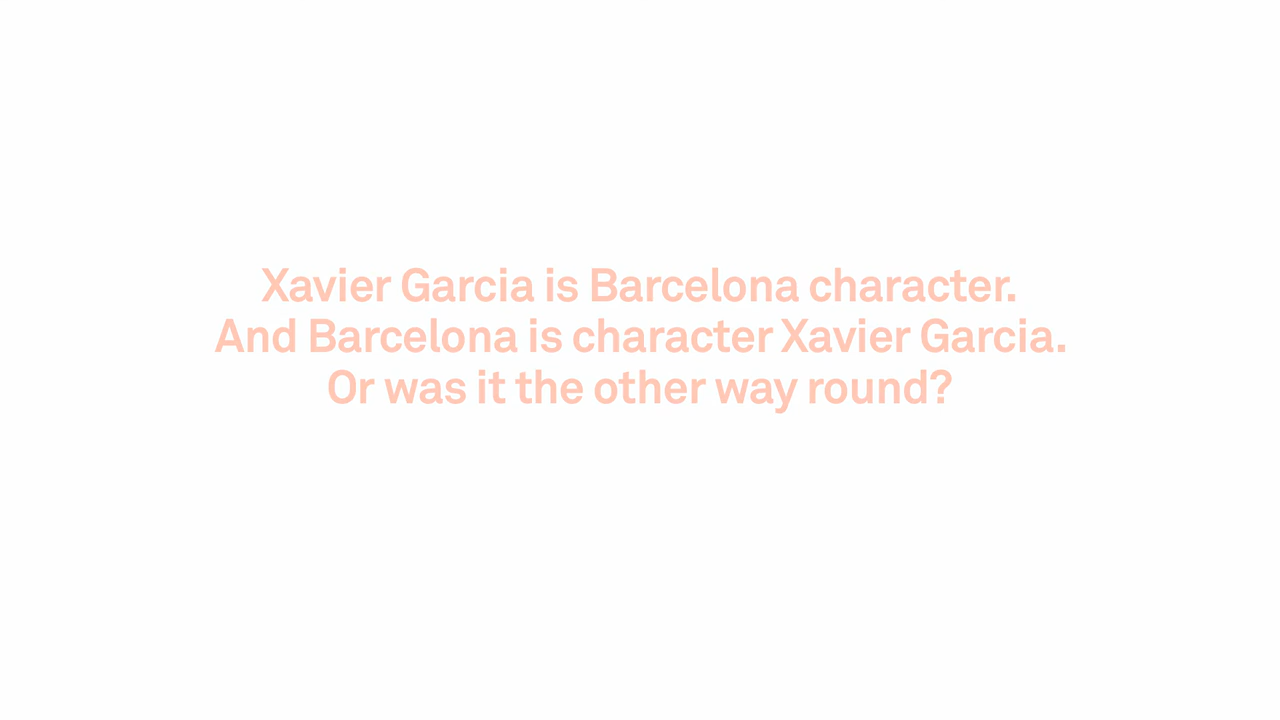 Xavier Garcia is Barcelona character.
And Barcelona is character Xavier Garcia.
Or was it the other way round?